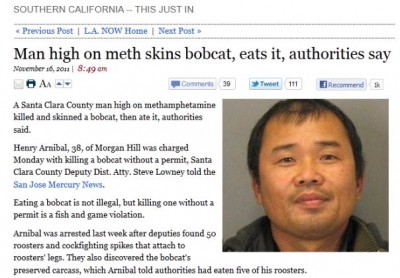 SOUTHERN CALIFORNIA -- THIS JUST IN
« Previous Post | L.A. NOW Home | Next Post »
Man high on meth skins bobcat, eats it, authorities say
November 16, 2011 | 8:49 am
Comments 39 Tweet 111 Recommend 1k
A Santa Clara County man high on methamphetamine
killed and skinned a bobcat, then ate it, authorities
said.
Henry Arnibal, 38, of Morgan Hill was charged
Monday with killing a bobcat without a permit, Santa
Clara County Deputy Dist. Atty. Steve Lowney told the
San Jose Mercury News.
Eating a bobcat is not illegal, but killing one without a
permit is a fish and game violation.
Arnibal was arrested last week after deputies found 50
roosters and cockfighting spikes that attach to
roosters' legs. They also discovered the bobcat's
preserved carcass, which Arnibal told authorities had eaten five of his roosters.